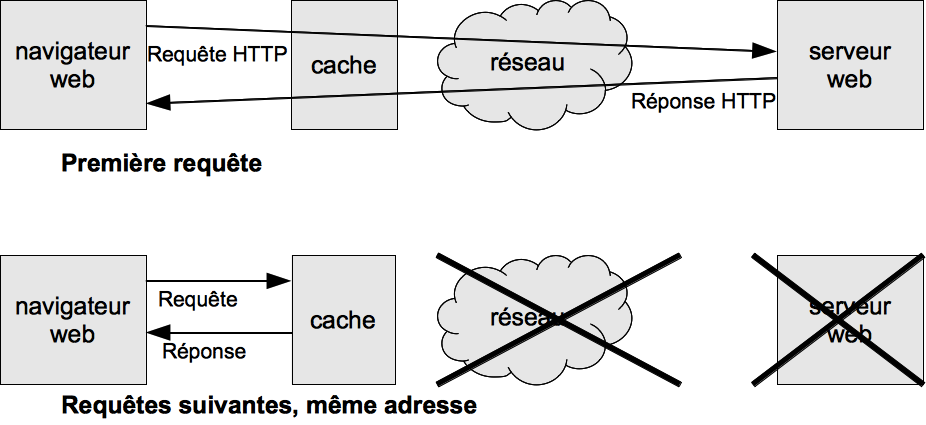 navigateur
web
Requête HTTP
cache
réseau
serveur
web
Réponse HTTP
Première requête
navigateur
web
Requête
Réponse
cache
réseau
serveur
web
Requêtes suivantes, même adresse